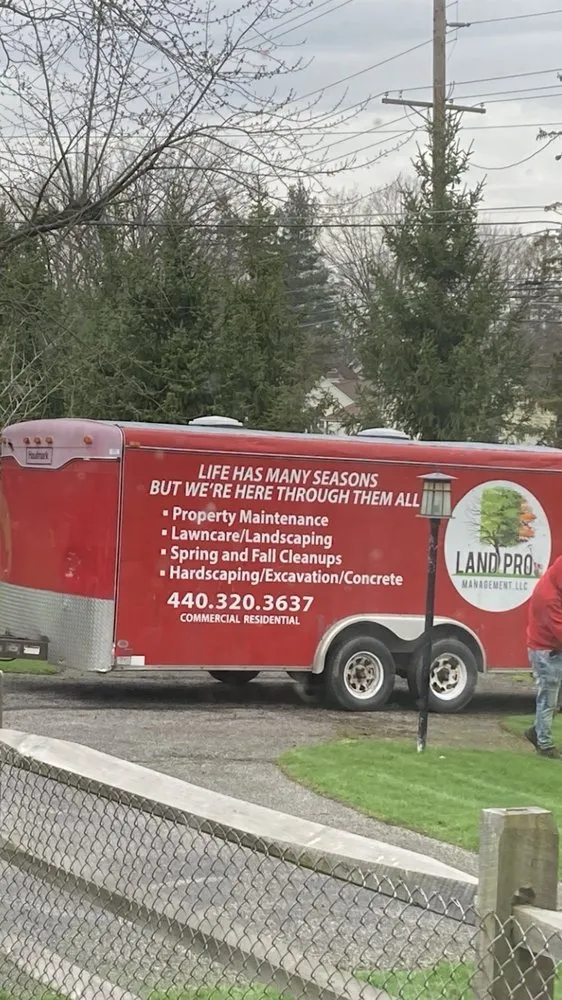 Haulmark
LIFE HAS MANY SEASONS
BUT WE'RE HERE THROUGH THEM ALL
▪ Property Maintenance
▪ Lawncare/Landscaping
▪ Spring and Fall Cleanups
▪ Hardscaping/Excavation/Concrete
440.320.3637
COMMERCIAL RESIDENTIAL
LAND PRO
MANAGEMENT, LLC